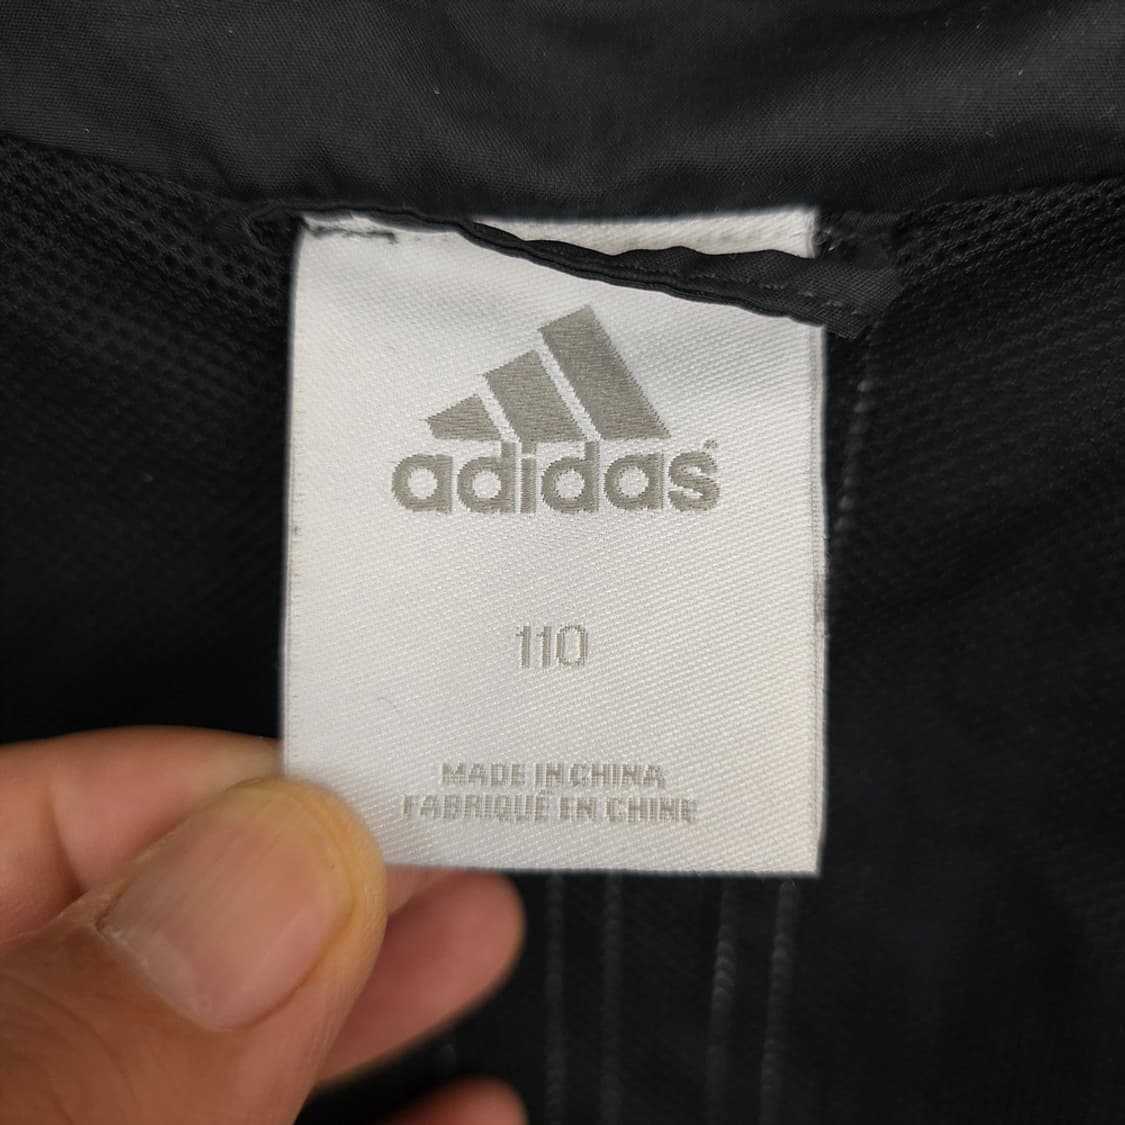 adidas
110
MADE IN CHINA
FABRIQUÉ EN CHINE